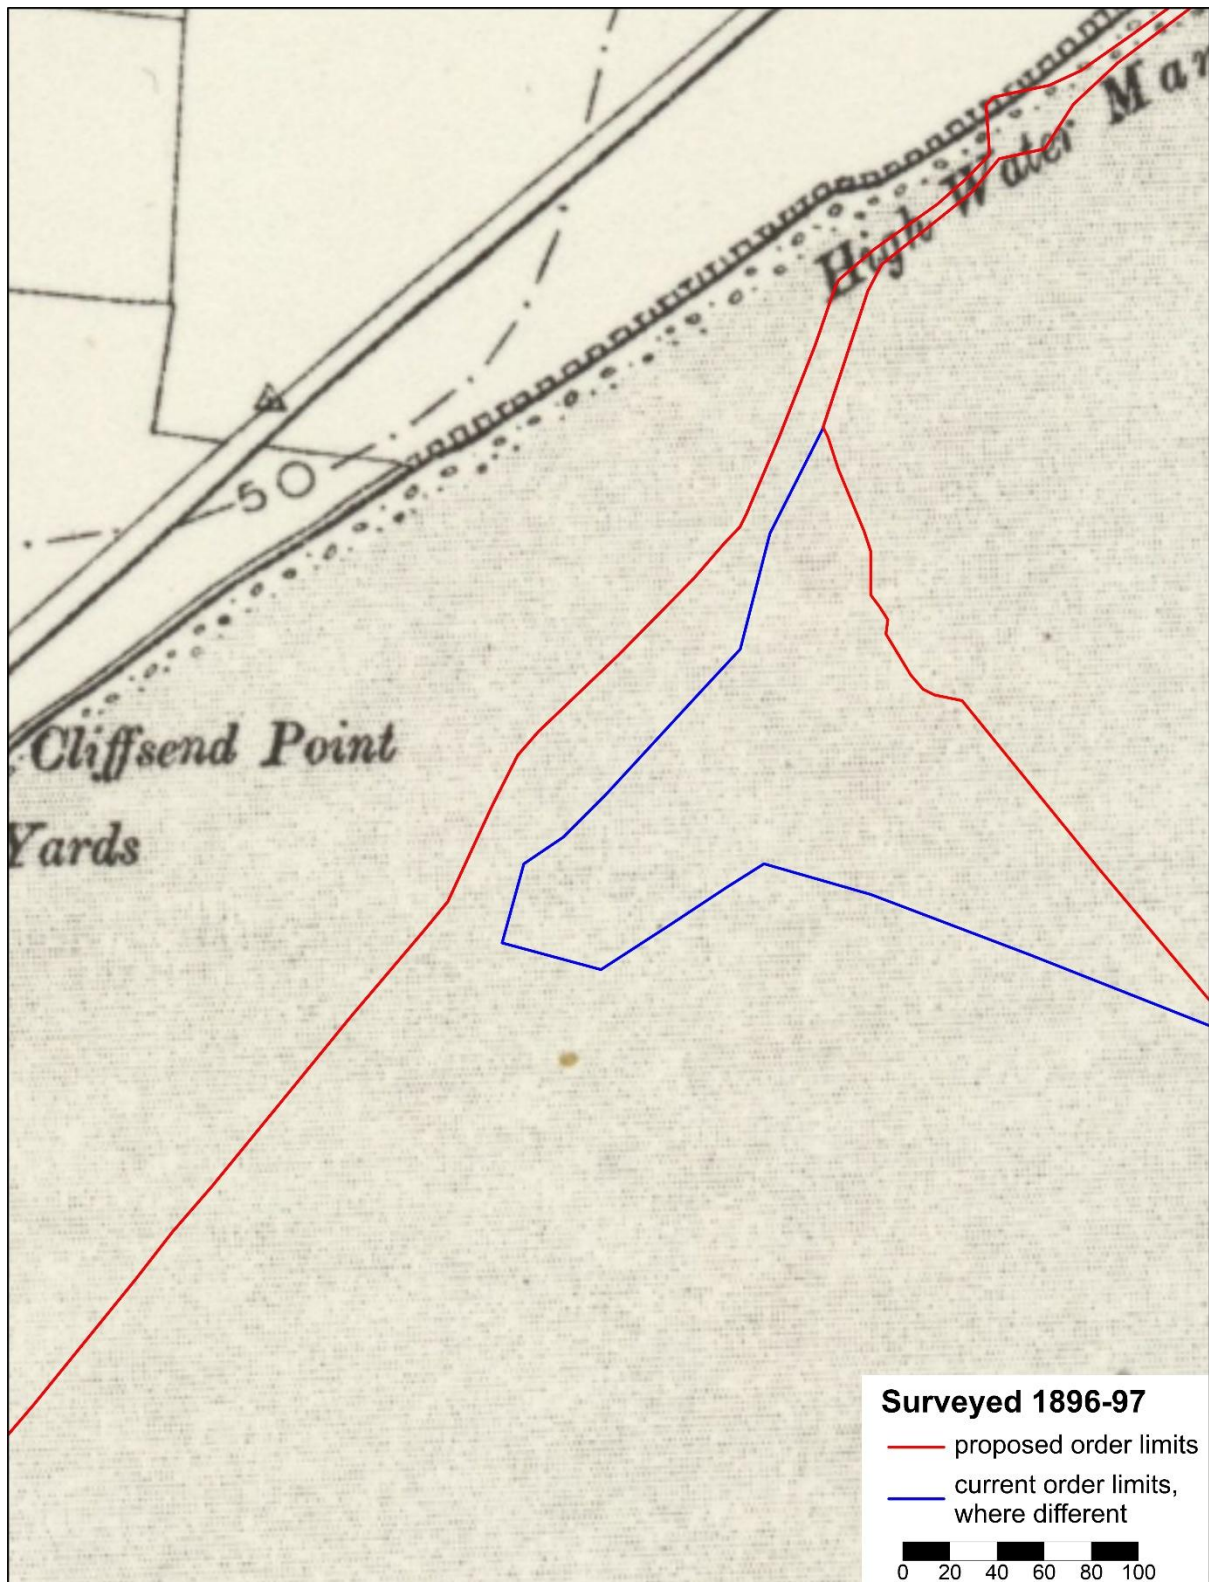 High Water Mar
50
Cliffsend Point
Yards
Surveyed 1896-97
proposed order limits
current order limits,
where different
0 20 40 60 80 100